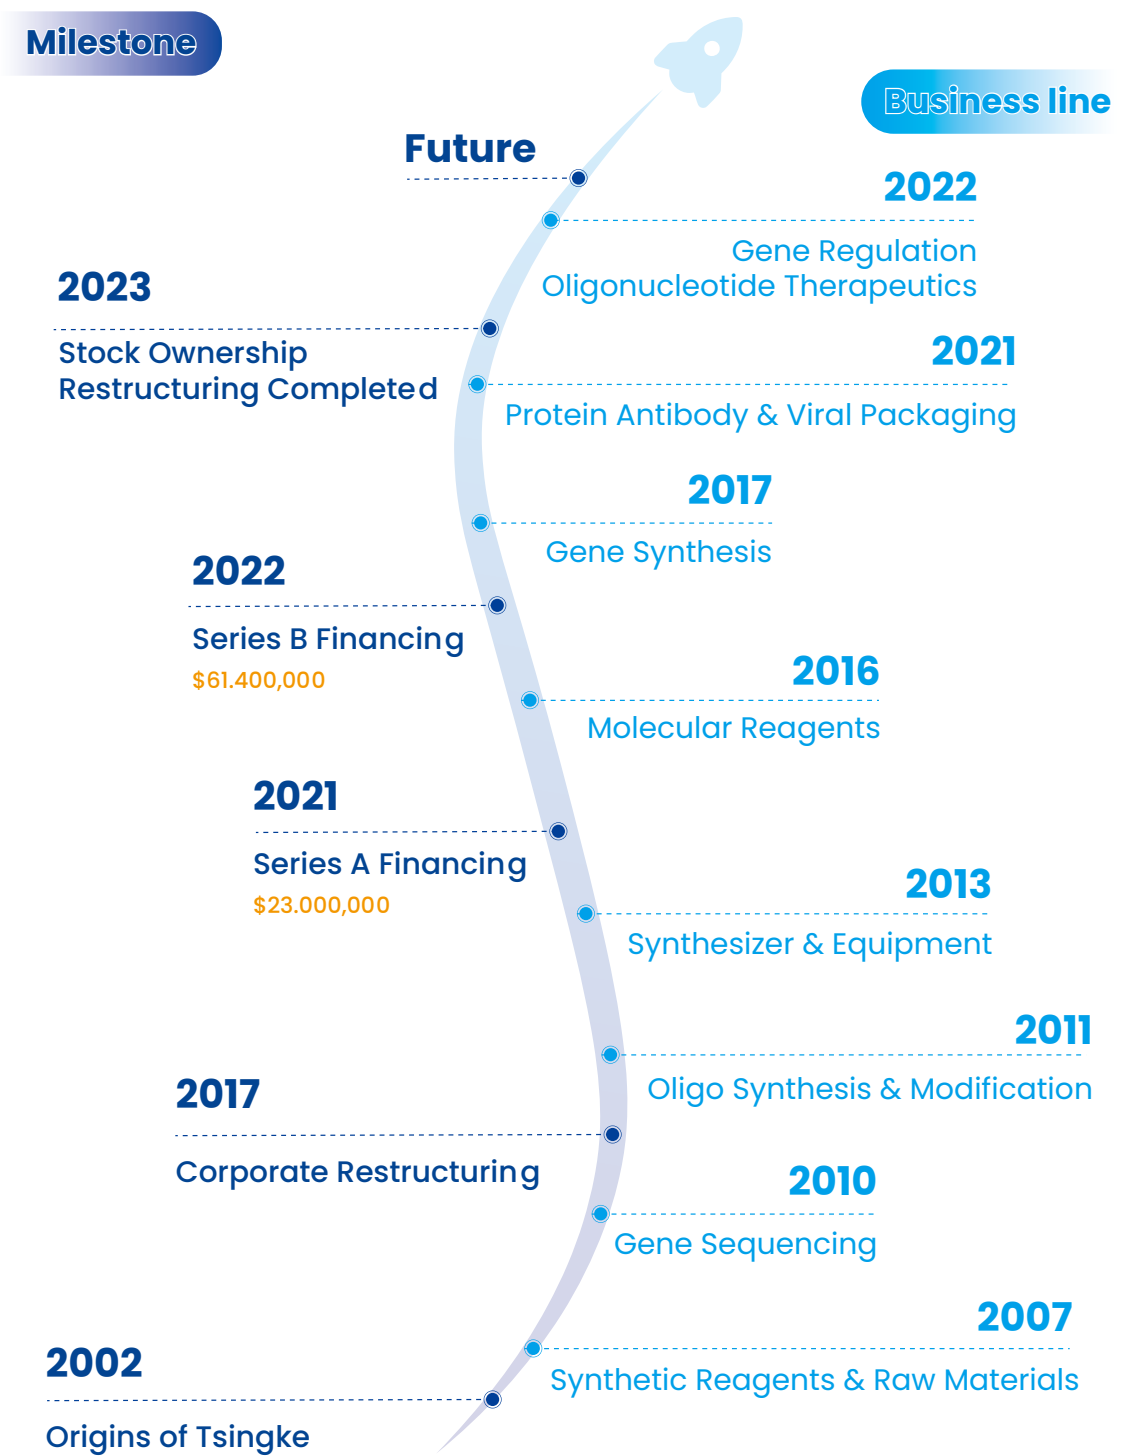 Milestone
Business line
Future
2022
Gene Regulation
Oligonucleotide Therapeutics
2023
Stock Ownership
Restructuring Completed
2021
Protein Antibody & Viral Packaging
2017
Gene Synthesis
2022
Series B Financing
$61.400,000
2016
Molecular Reagents
2021
Series A Financing
$23.000,000
2013
Synthesizer & Equipment
2011
Oligo Synthesis & Modification
2017
Corporate Restructuring
2010
Gene Sequencing
2007
Synthetic Reagents & Raw Materials
2002
Origins of Tsingke